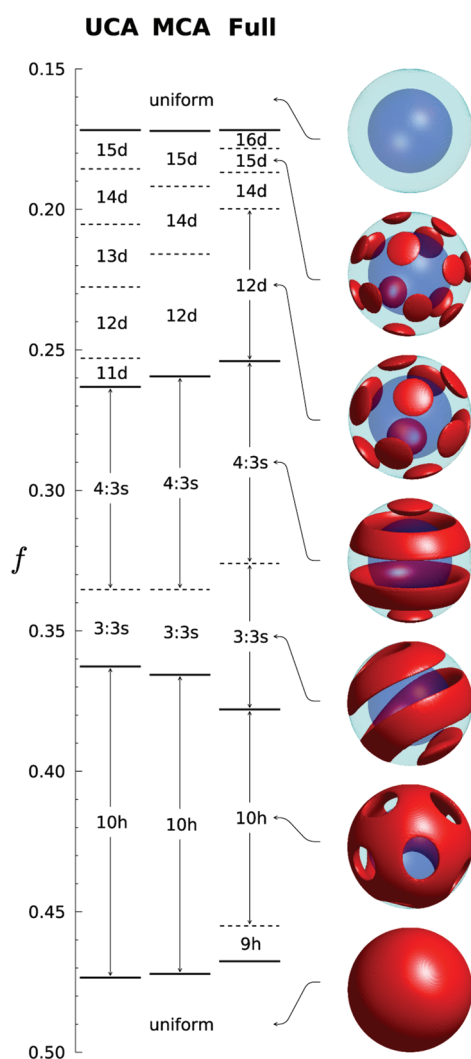 UCA MCA Full
0.15
uniform
16d
15d 15d 15d
14d
0.20
14d
13d
12d
12d 12d
0.25
11d
4:3s
0.30
4:3s 4:3s
f
0.35
3:3s 3:3s 3:3s
0.40
10h 10h 10h
0.45
9h
uniform
0.50